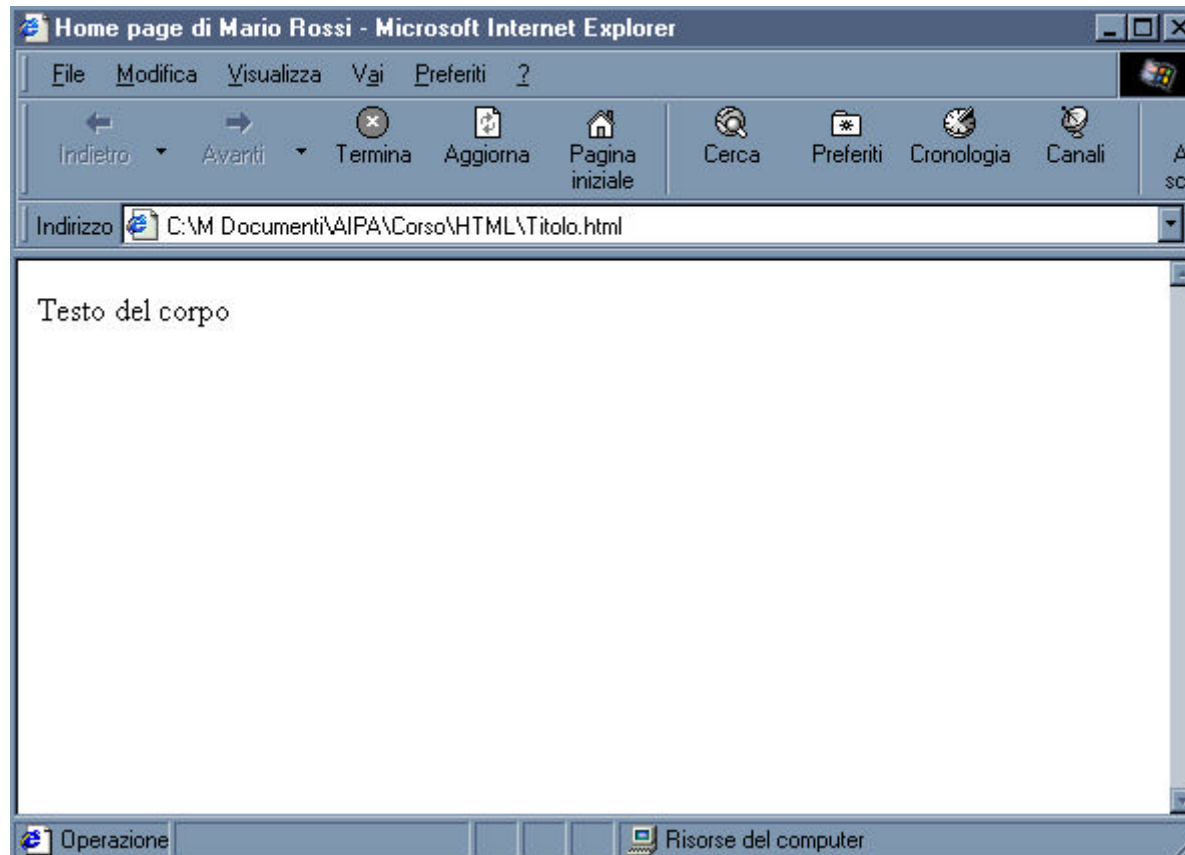 Home page di Mario Rossi - Microsoft Internet Explorer
File Modifica Visualizza Vai Preferiti ?
Indietro Avanti Termina Aggiorna Pagina iniziale Cerca Preferiti Cronologia Canali
Indirizzo C:\M Documenti\AIPA\Corso\HTML\Titolo.html
Testo del corpo
Operazione Risorse del computer